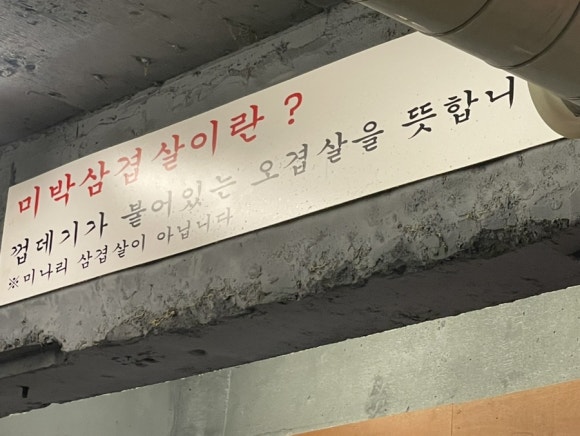 미박삼겹살이란?
껍데기가 붙어있는 오겹살을 뜻합니
※미나리 삼겹살이 아닙니다